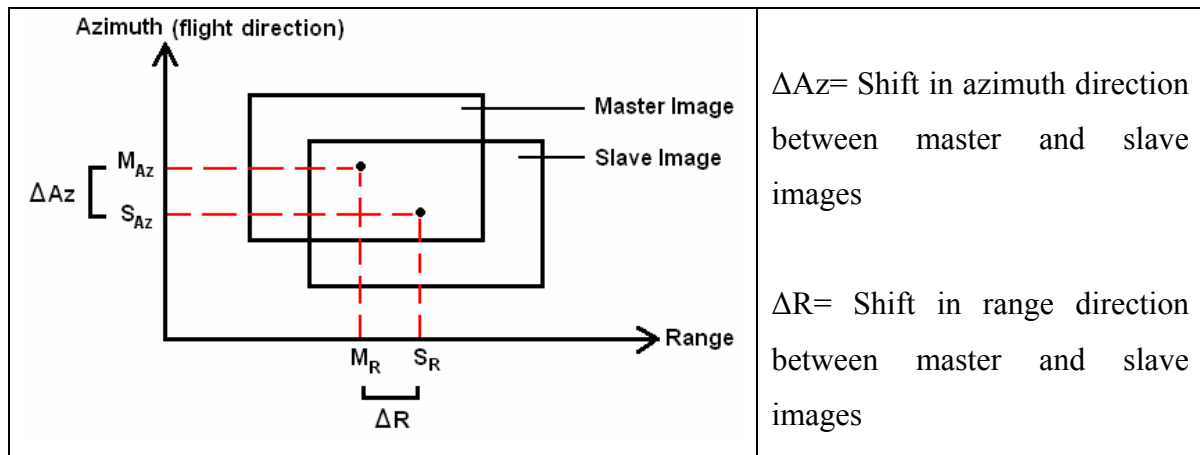 Azimuth (flight direction)
Master Image
Slave Image
M_Az
ΔAz
S_Az
Range
M_R S_R
ΔR
ΔAz= Shift in azimuth direction
between master and slave
images
ΔR= Shift in range direction
between master and slave
images